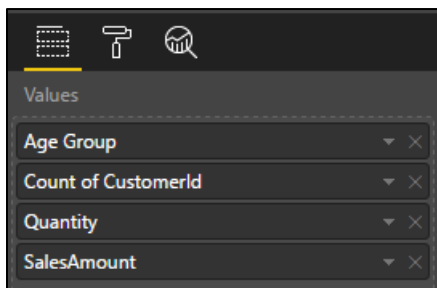 Values
Age Group
Count of CustomerId
Quantity
SalesAmount